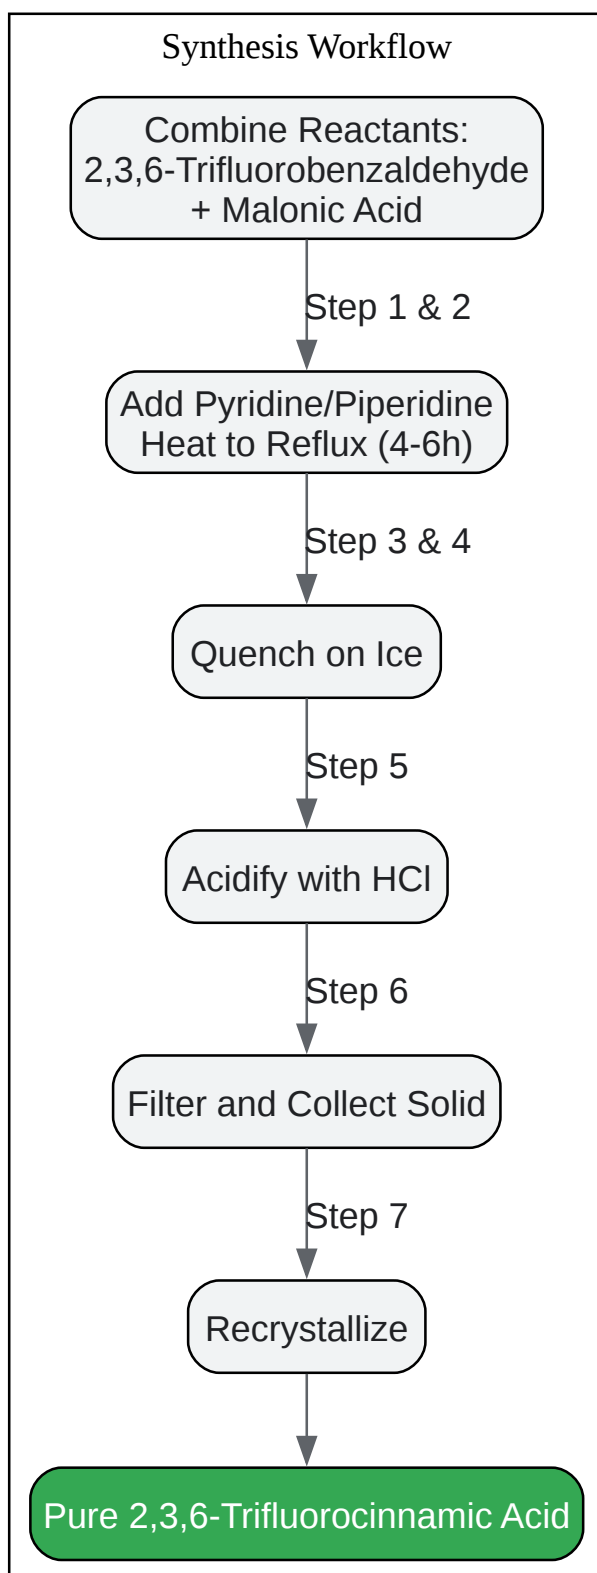 Synthesis Workflow
Combine Reactants:
2,3,6-Trifluorobenzaldehyde
+ Malonic Acid
Step 1 & 2
Add Pyridine/Piperidine
Heat to Reflux (4-6h)
Step 3 & 4
Quench on Ice
Step 5
Acidify with HCl
Step 6
Filter and Collect Solid
Step 7
Recrystallize
Pure 2,3,6-Trifluorocinnamic Acid